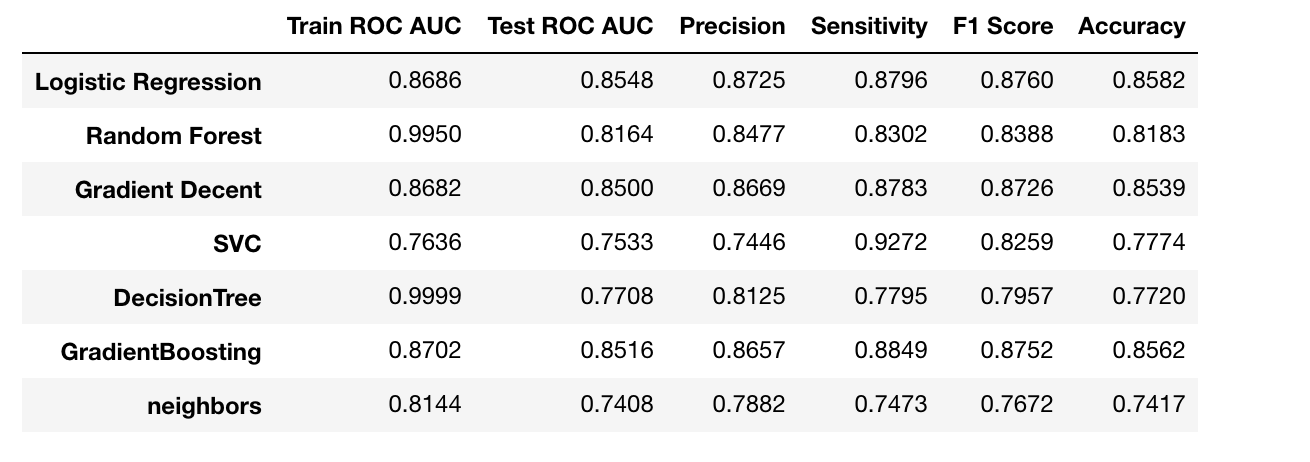 Train ROC AUC Test ROC AUC Precision Sensitivity F1 Score Accuracy
Logistic Regression 0.8686 0.8548 0.8725 0.8796 0.8760 0.8582
Random Forest 0.9950 0.8164 0.8477 0.8302 0.8388 0.8183
Gradient Decent 0.8682 0.8500 0.8669 0.8783 0.8726 0.8539
SVC 0.7636 0.7533 0.7446 0.9272 0.8259 0.7774
DecisionTree 0.9999 0.7708 0.8125 0.7795 0.7957 0.7720
GradientBoosting 0.8702 0.8516 0.8657 0.8849 0.8752 0.8562
neighbors 0.8144 0.7408 0.7882 0.7473 0.7672 0.7417